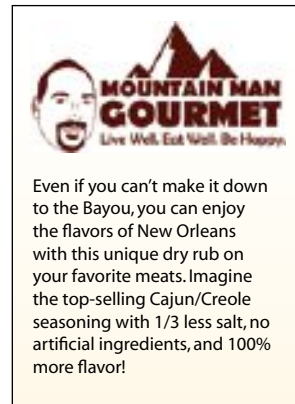 MOUNTAIN MAN
GOURMET
Live Well. Eat Well. Be Happy.
Even if you can't make it down
to the Bayou, you can enjoy
the flavors of New Orleans
with this unique dry rub on
your favorite meats. Imagine
the top-selling Cajun/Creole
seasoning with 1/3 less salt, no
artificial ingredients, and 100%
more flavor!